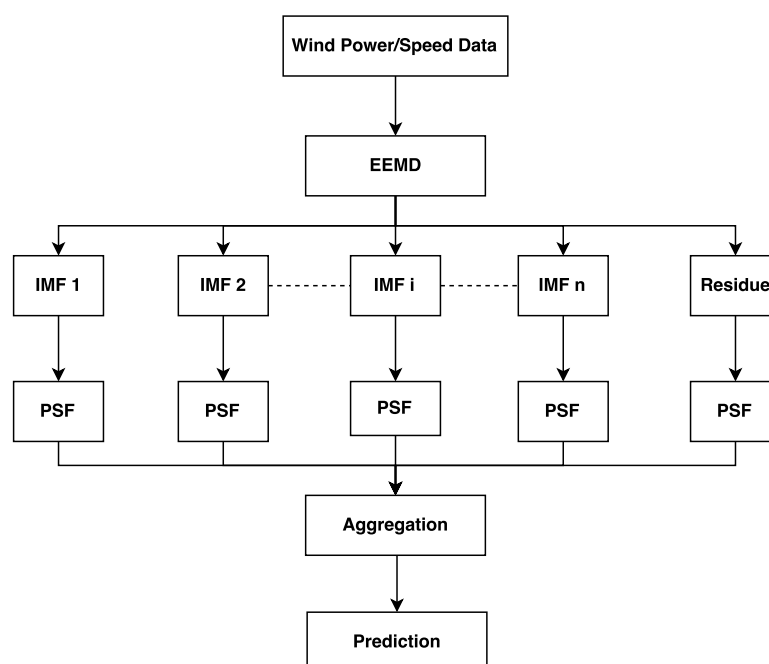 Wind Power/Speed Data
EEMD
IMF 1
IMF 2
IMF i
IMF n
Residue
PSF
PSF
PSF
PSF
PSF
Aggregation
Prediction